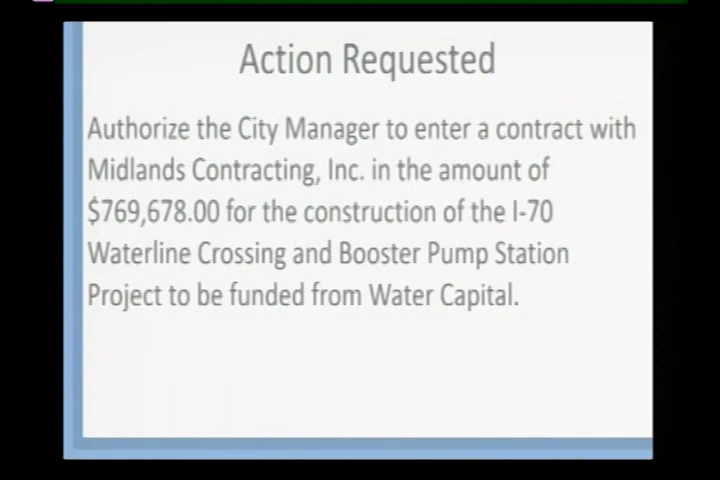 Action Requested
Authorize the City Manager to enter a contract with
Midlands Contracting, Inc. in the amount of
$769,678.00 for the construction of the I-70
Waterline Crossing and Booster Pump Station
Project to be funded from Water Capital.